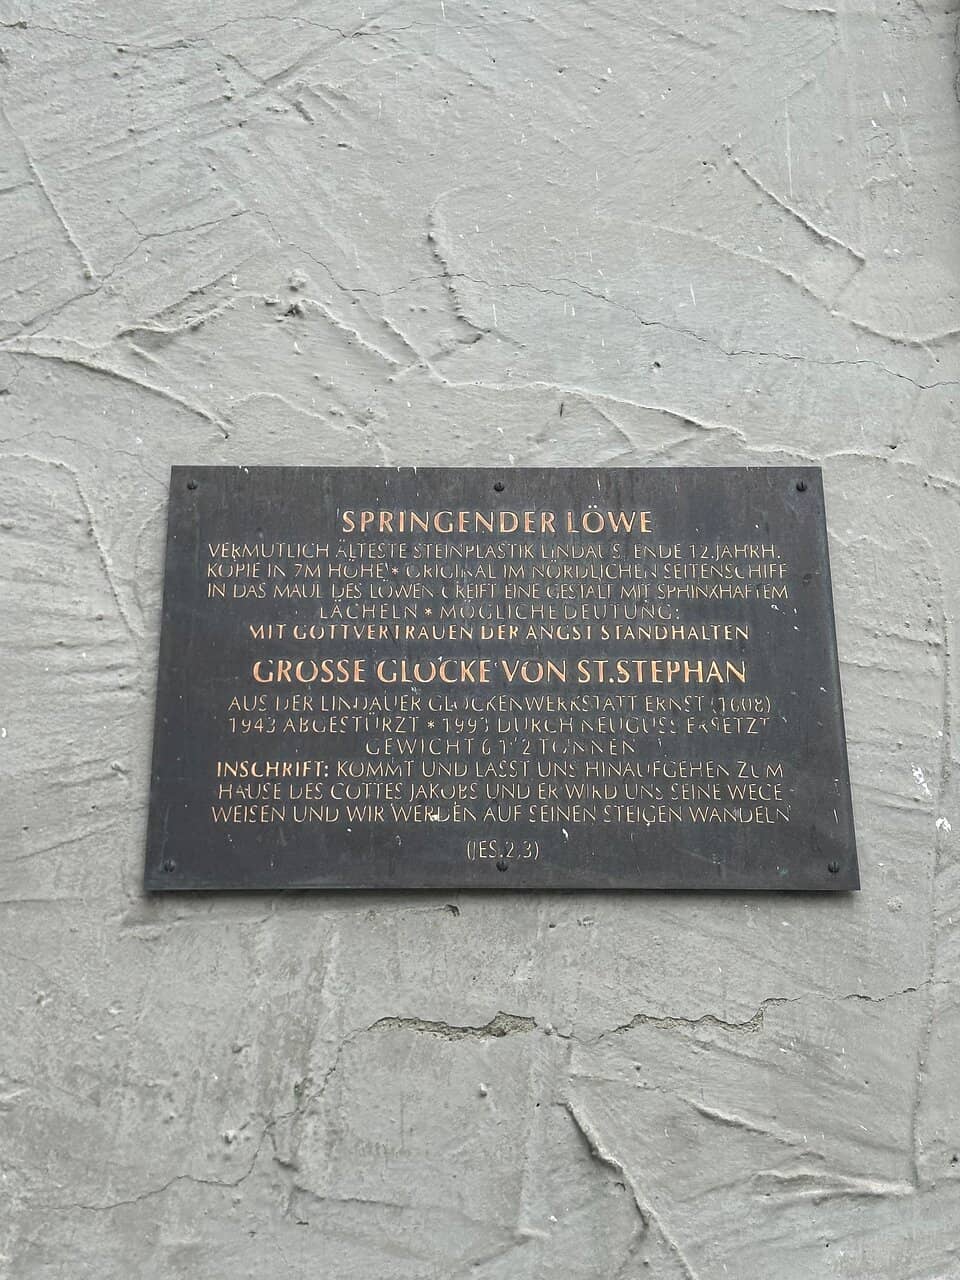 SPRINGENDER LÖWE
VERMUTLICH ÄLTESTE STEINPLASTIK LINDAUS, ENDE 12.JAHRH.
KOPIE IN 7M HÖHE * ORIGINAL IM NÖRDLICHEN SEITENSCHIFF
IN DAS MAUL DES LÖWEN GREIFT EINE GESTALT MIT SPHINXHAFTEM
LÄCHELN * MÖGLICHE DEUTUNG:
MIT GOTTVERTRAUEN DER ANGST STANDHALTEN
GROSSE GLOCKE VON ST.STEPHAN
AUS DER LINDAUER GLOCKENWERKSTATT ERNST (1608)
1943 ABGESTÜRZT * 1993 DURCH NEUGUSS ERSETZT
GEWICHT 6 1/2 TONNEN
INSCHRIFT: KOMMT UND LASST UNS HINAUFGEHEN ZUM
HAUSE DES GOTTES JAKOBS UND ER WIRD UNS SEINE WEGE
WEISEN UND WIR WERDEN AUF SEINEN STEIGEN WANDELN
(JES.2,3)